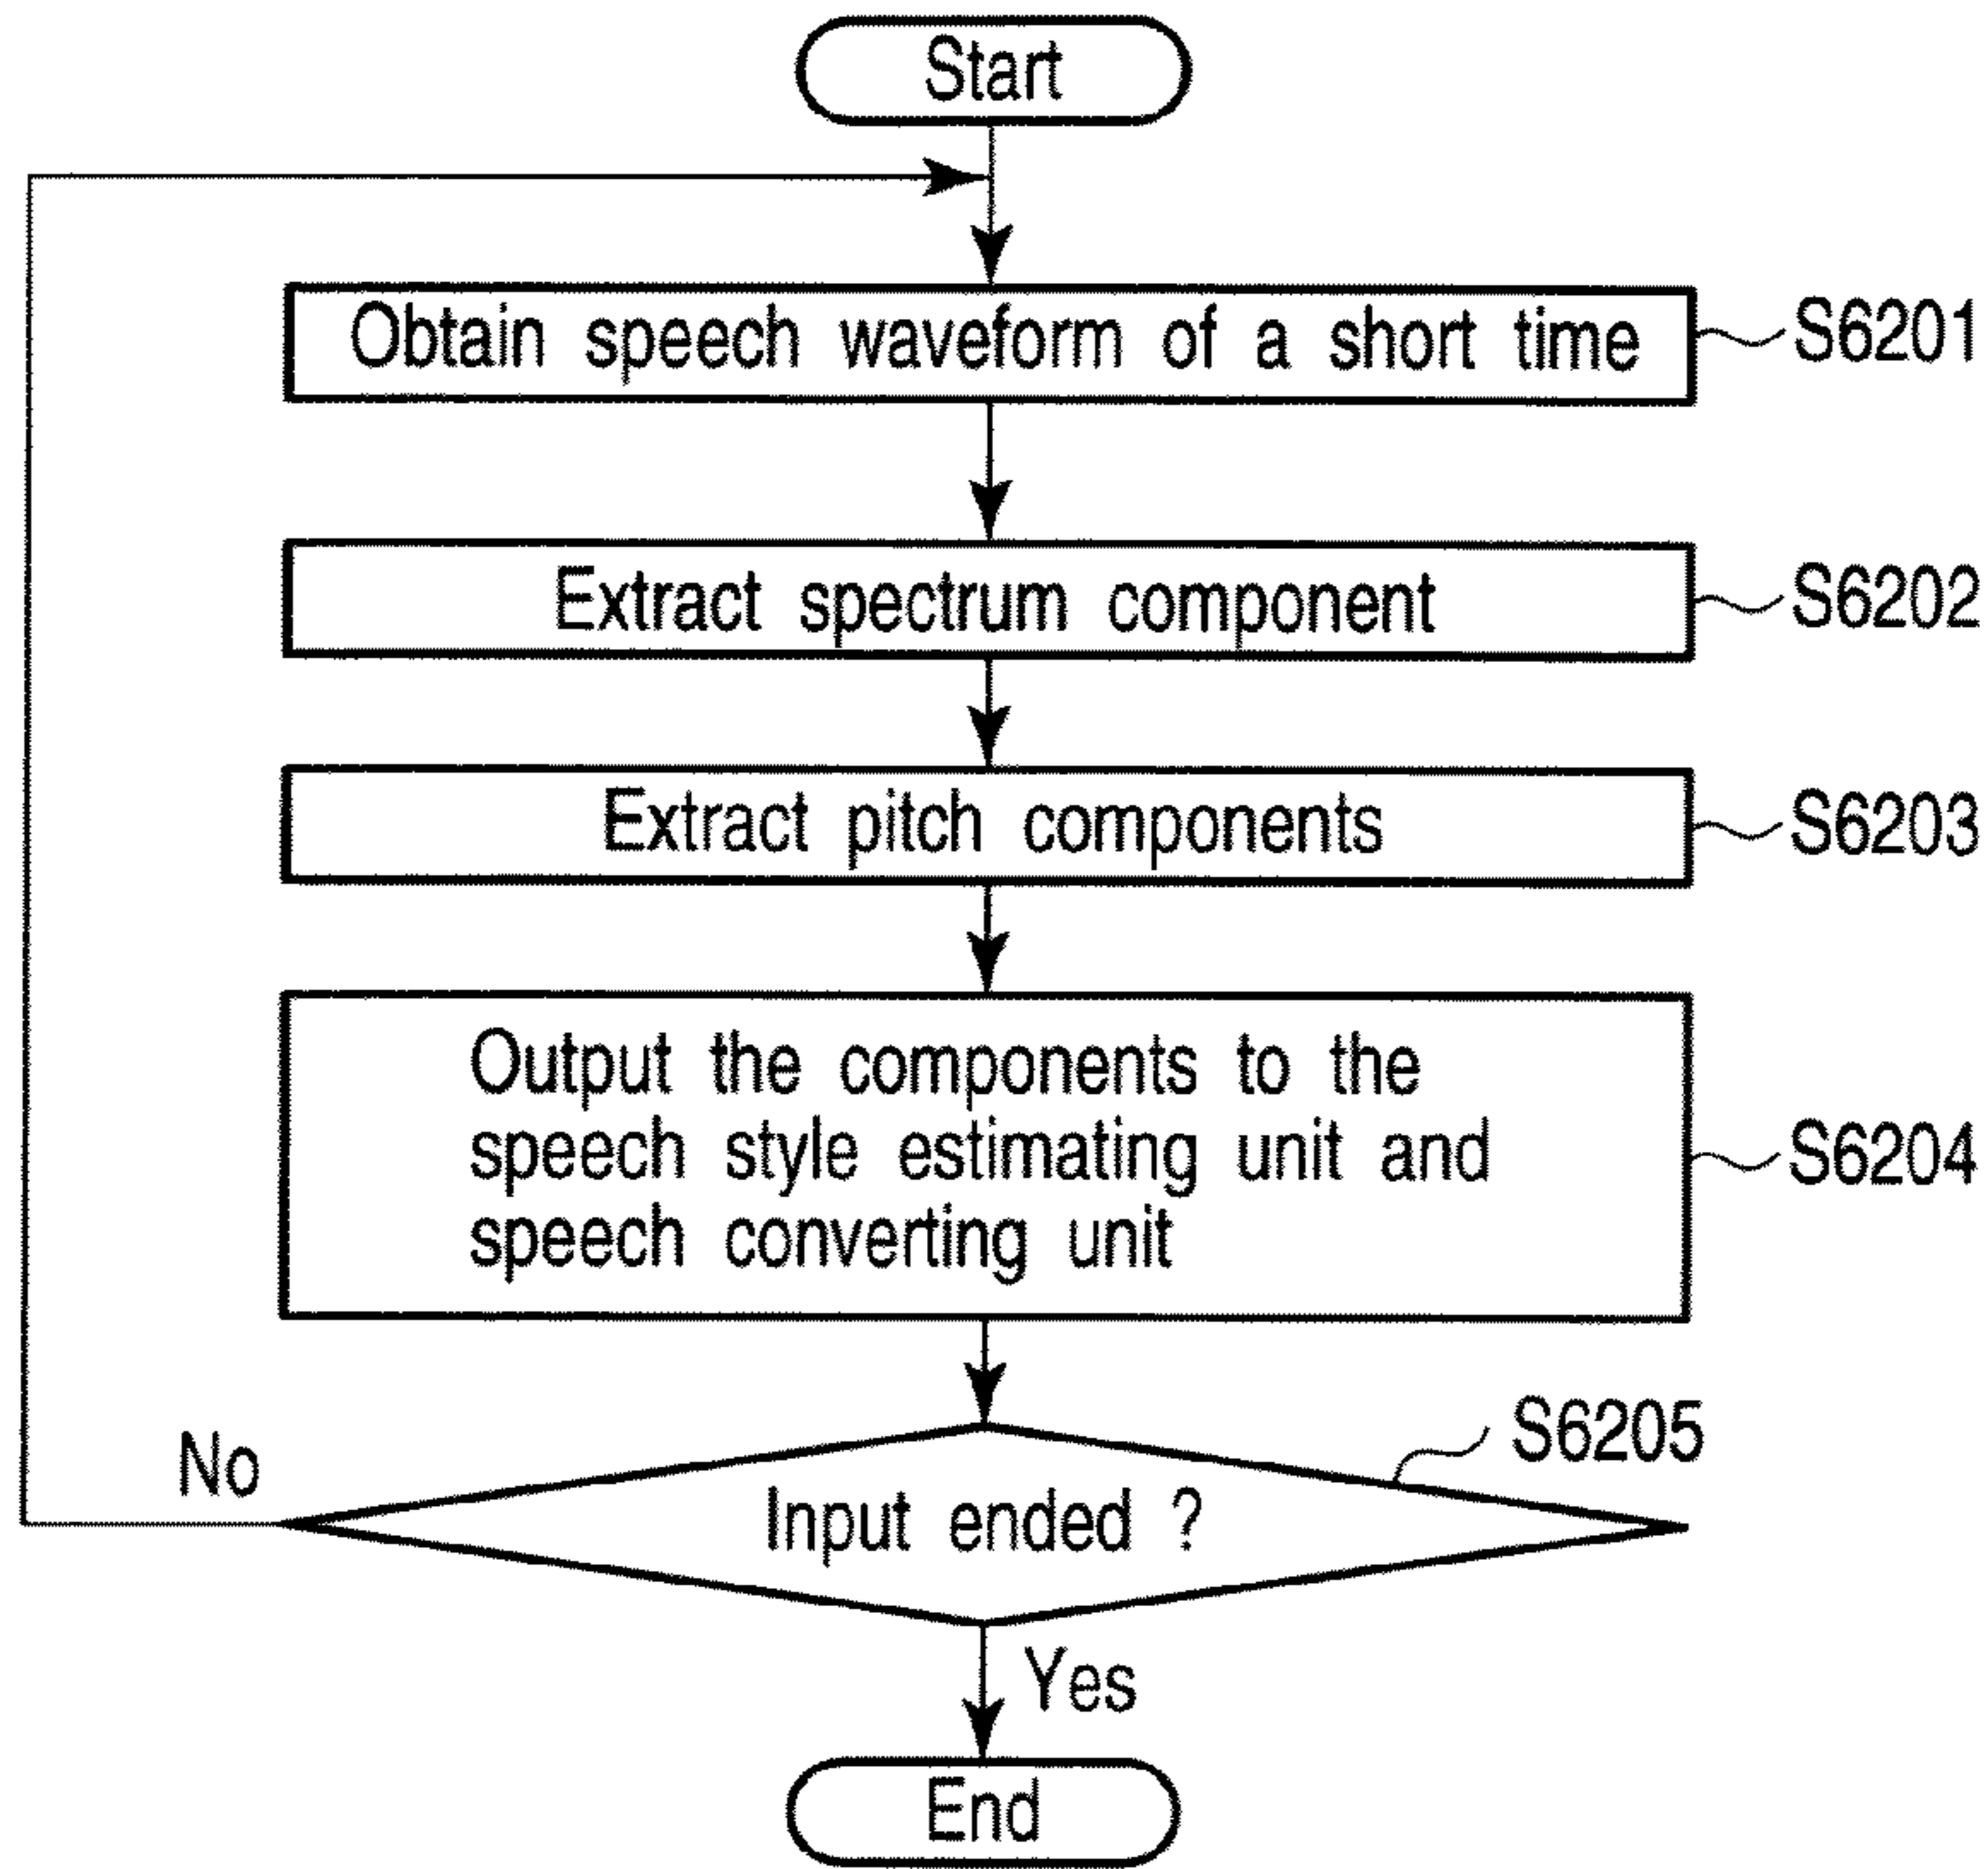 Start
Obtain speech waveform of a short time
S6201
Extract spectrum component
S6202
Extract pitch components
S6203
Output the components to the
speech style estimating unit and
speech converting unit
S6204
S6205
No
Input ended ?
Yes
End